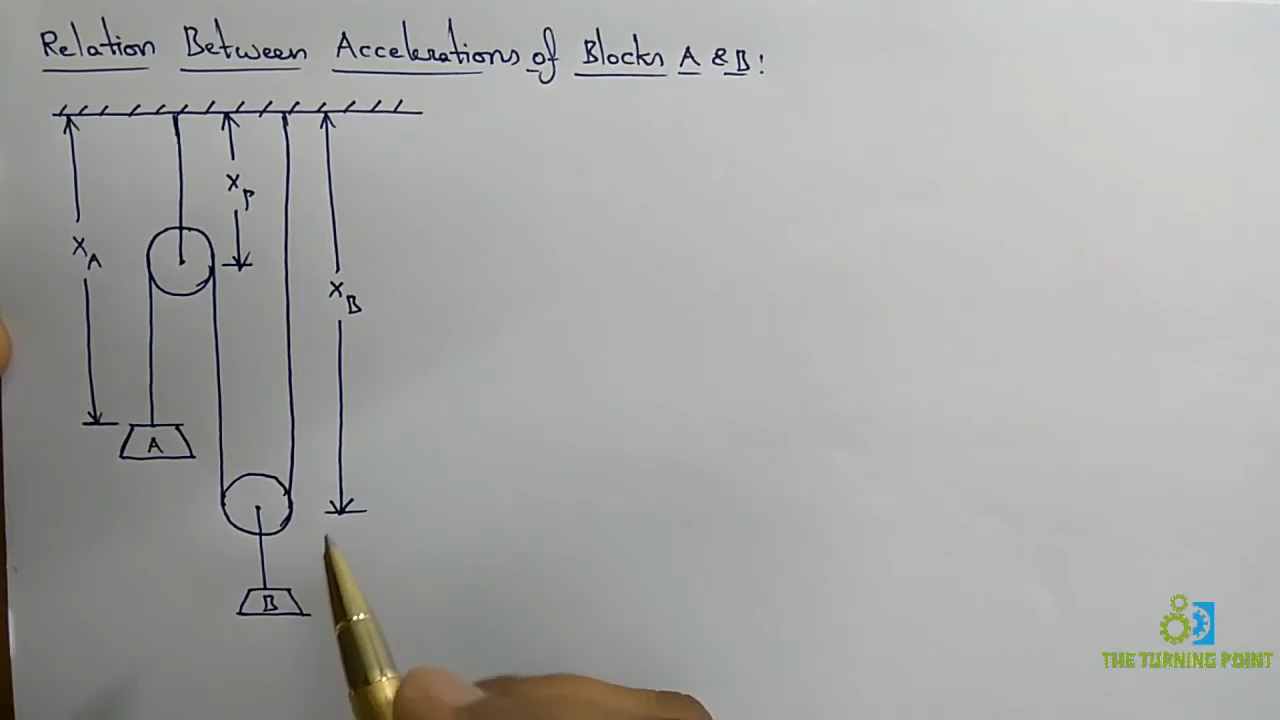 Relation Between Accelerations of Blocks A & B:
xp
xA
xB
A
B
THE TURNING POINT